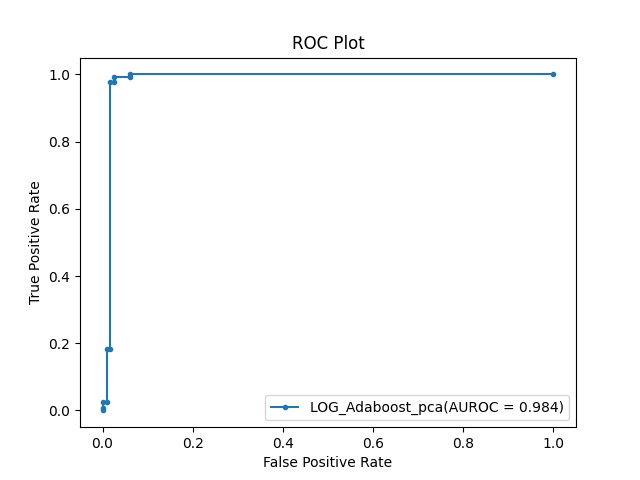 ROC Plot
1.0
0.8
0.6
0.4
0.2
0.0
True Positive Rate
LOG_Adaboost_pca(AUROC = 0.984)
0.0 0.2 0.4 0.6 0.8 1.0
False Positive Rate